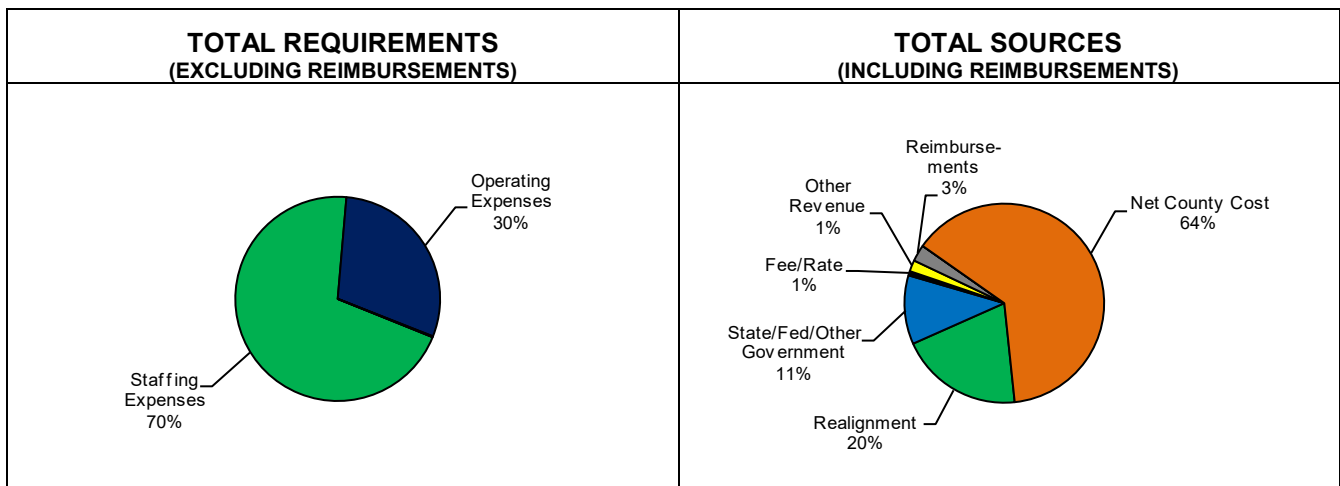 TOTAL REQUIREMENTS
(EXCLUDING REIMBURSEMENTS)
Operating
Expenses
30%
Staffing
Expenses
70%
TOTAL SOURCES
(INCLUDING REIMBURSEMENTS)
Reimburse-
ments
3%
Other
Revenue
1%
Net County Cost
64%
Fee/Rate
1%
State/Fed/Other
Government
11%
Realignment
20%